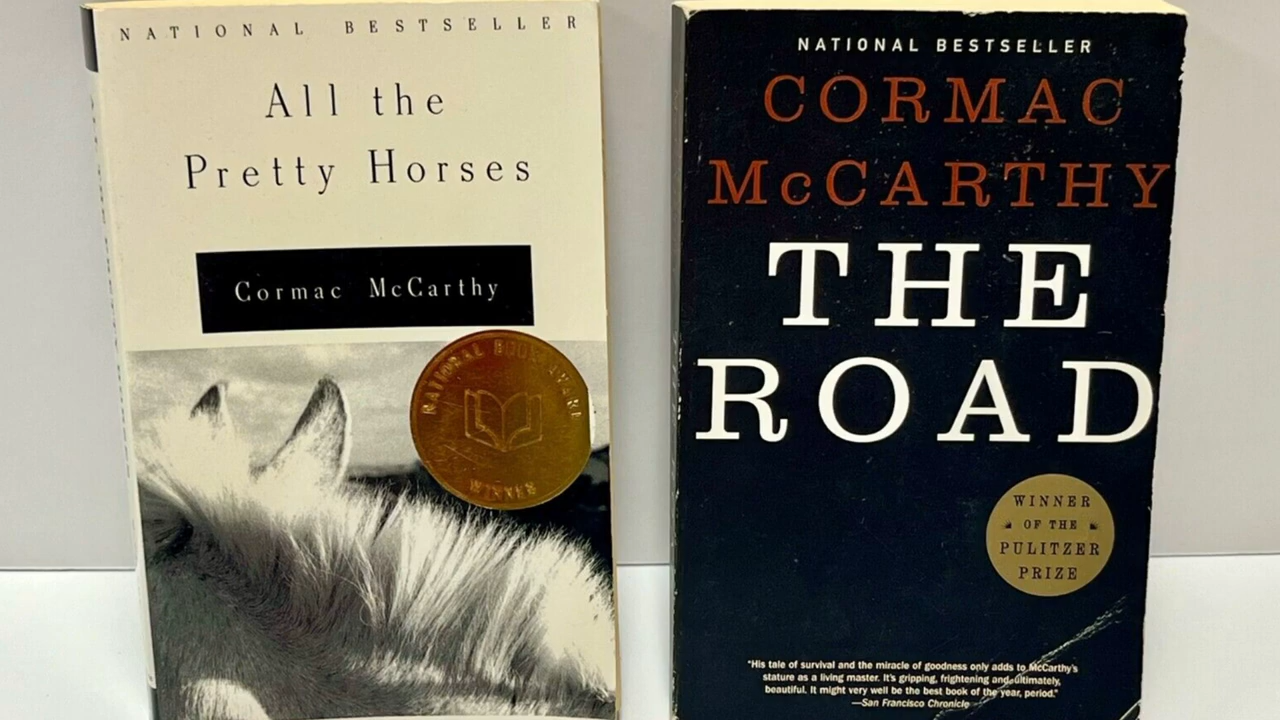 NATIONAL BESTSELLER
All the
Pretty Horses
Cormac McCarthy
NATIONAL BOOK AWARD
WINNER
NATIONAL BESTSELLER
CORMAC
McCARTHY
THE
ROAD
WINNER
OF THE
PULITZER
PRIZE
"His tale of survival and the miracle of goodness only adds to McCarthy's
stature as a living master. It's gripping, frightening and, ultimately,
beautiful. It might very well be the best book of the year, period."
—San Francisco Chronicle